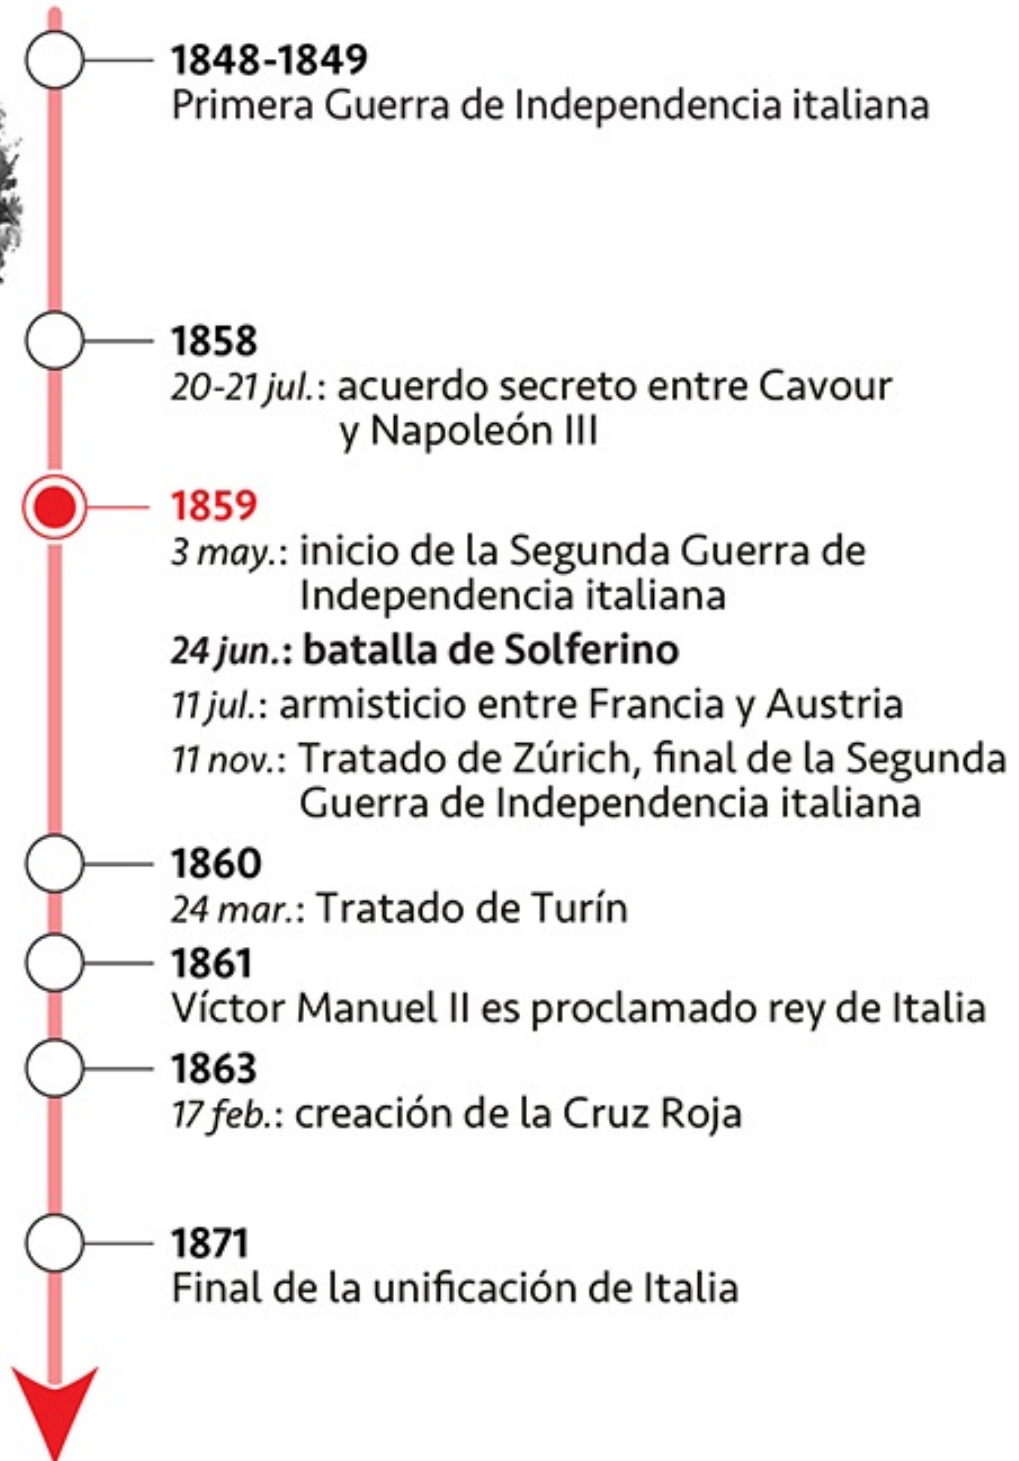 1848-1849
Primera Guerra de Independencia italiana
1858
20-21 jul.: acuerdo secreto entre Cavour
y Napoleón III
1859
3 may.: inicio de la Segunda Guerra de
Independencia italiana
24 jun.: batalla de Solferino
11 jul.: armisticio entre Francia y Austria
11 nov.: Tratado de Zúrich, final de la Segunda
Guerra de Independencia italiana
1860
24 mar.: Tratado de Turín
1861
Víctor Manuel II es proclamado rey de Italia
1863
17 feb.: creación de la Cruz Roja
1871
Final de la unificación de Italia